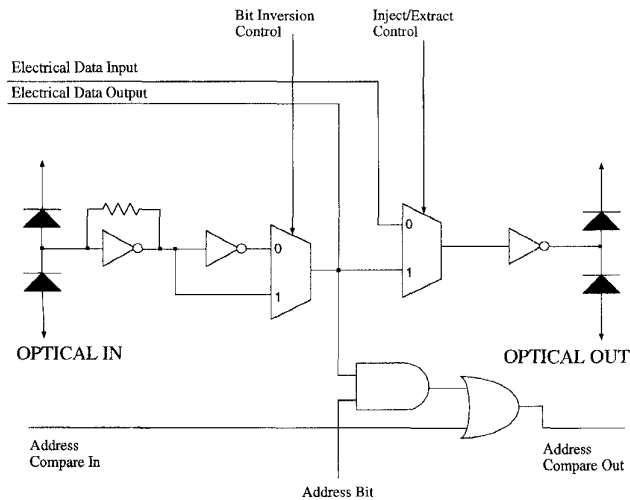 Bit Inversion
Control
Inject/Extract
Control
Electrical Data Input
Electrical Data Output
0
1
0
1
OPTICAL IN
OPTICAL OUT
Address
Compare In
Address Bit
Address
Compare Out